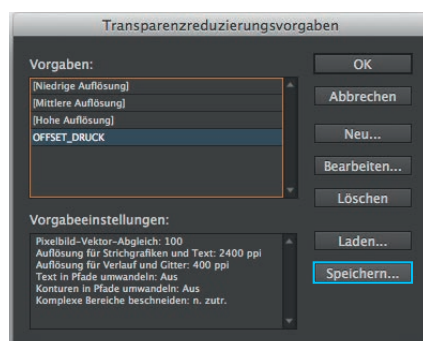 Transparenzreduzierungsvorgaben
Vorgaben:
[Niedrige Auflösung]
[Mittlere Auflösung]
[Hohe Auflösung]
OFFSET_DRUCK
OK
Abbrechen
Neu...
Bearbeiten...
Löschen
Laden...
Speichern...
Vorgabeeinstellungen:
Pixelbild-Vektor-Abgleich: 100
Auflösung für Strichgrafiken und Text: 2400 ppi
Auflösung für Verlauf und Gitter: 400 ppi
Text in Pfade umwandeln: Aus
Konturen in Pfade umwandeln: Aus
Komplexe Bereiche beschneiden: n. zutr.